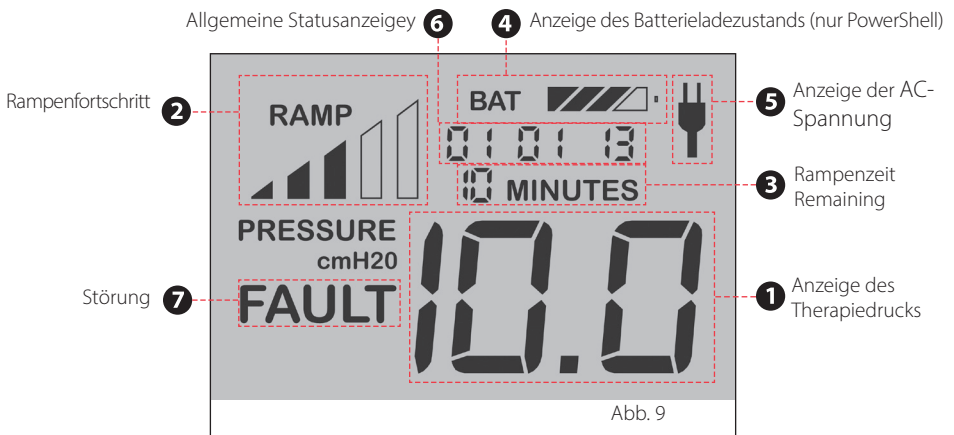 Allgemeine Statusanzeigey 6
4 Anzeige des Batterieladezustands (nur PowerShell)
Rampenfortschritt 2
RAMP
BAT
5 Anzeige der AC-
Spannung
01 01 13
10 MINUTES
3 Rampenzeit
Remaining
PRESSURE
cmH20
Störung 7
FAULT
10.0
1 Anzeige des
Therapiedrucks
Abb. 9